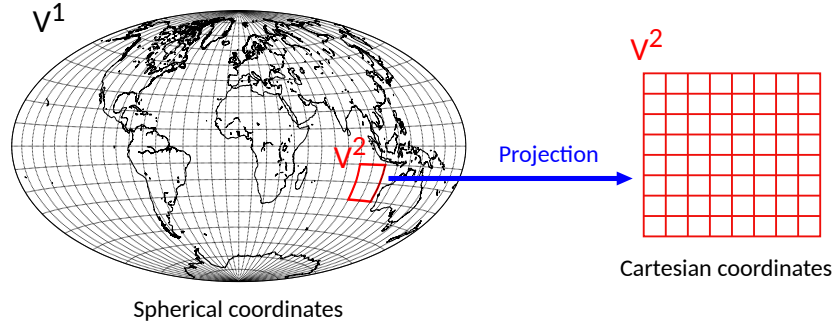 V¹
V²
V²
Projection
Cartesian coordinates
Spherical coordinates